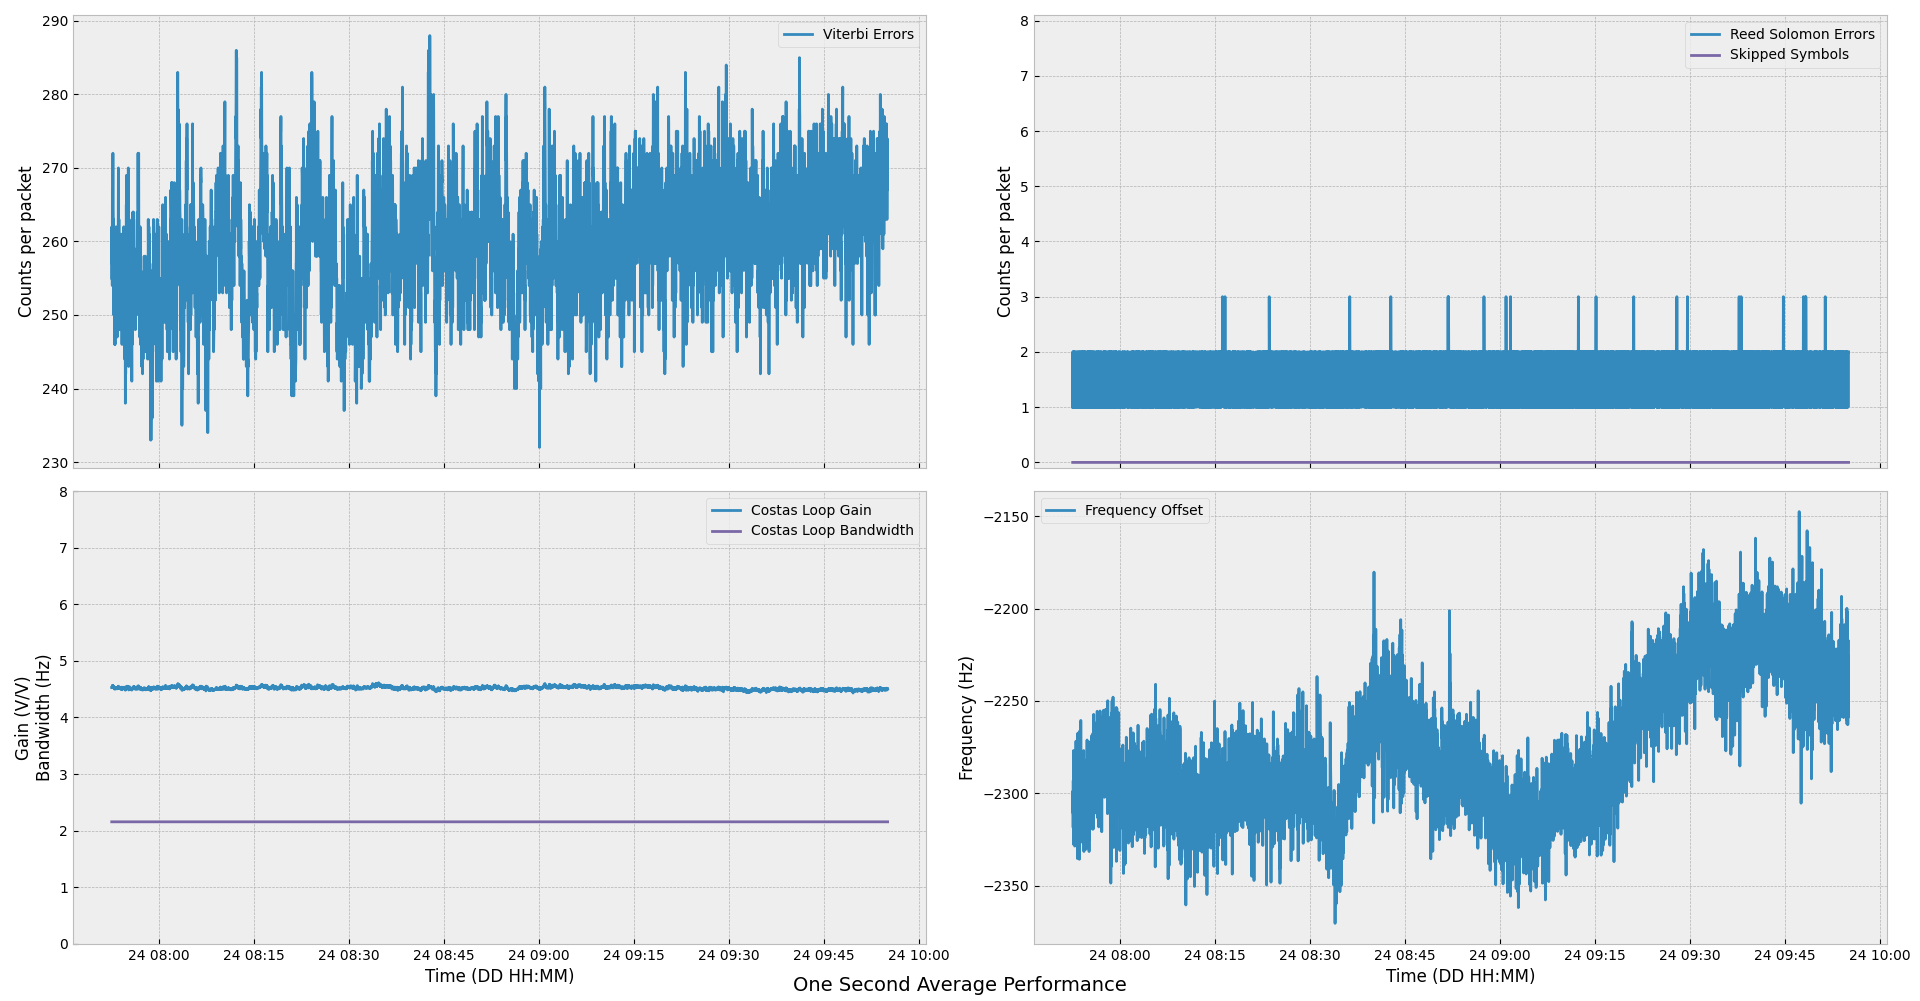 290
280
270
260
250
240
230
Counts per packet
Viterbi Errors
8
7
6
5
4
3
2
1
0
Counts per packet
Reed Solomon Errors
Skipped Symbols
8
7
6
5
4
3
2
1
0
Gain (V/V)
Bandwidth (Hz)
Costas Loop Gain
Costas Loop Bandwidth
24 08:00 24 08:15 24 08:30 24 08:45 24 09:00 24 09:15 24 09:30 24 09:45 24 10:00
Time (DD HH:MM)
−2150
−2200
−2250
−2300
−2350
Frequency (Hz)
Frequency Offset
24 08:00 24 08:15 24 08:30 24 08:45 24 09:00 24 09:15 24 09:30 24 09:45 24 10:00
Time (DD HH:MM)
One Second Average Performance